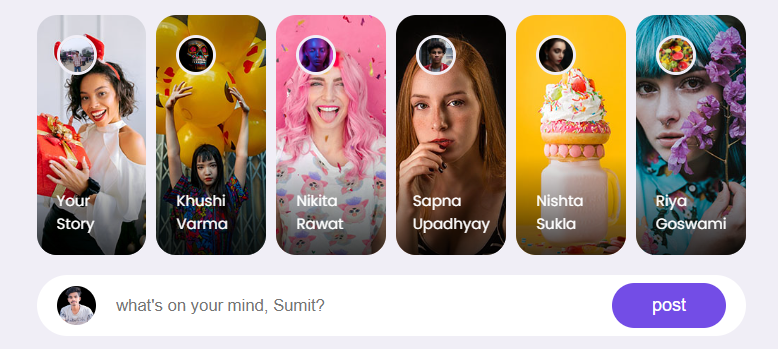 Your
Story
Khushi
Varma
Nikita
Rawat
Sapna
Upadhyay
Nishta
Sukla
Riya
Goswami
what's on your mind, Sumit?
post